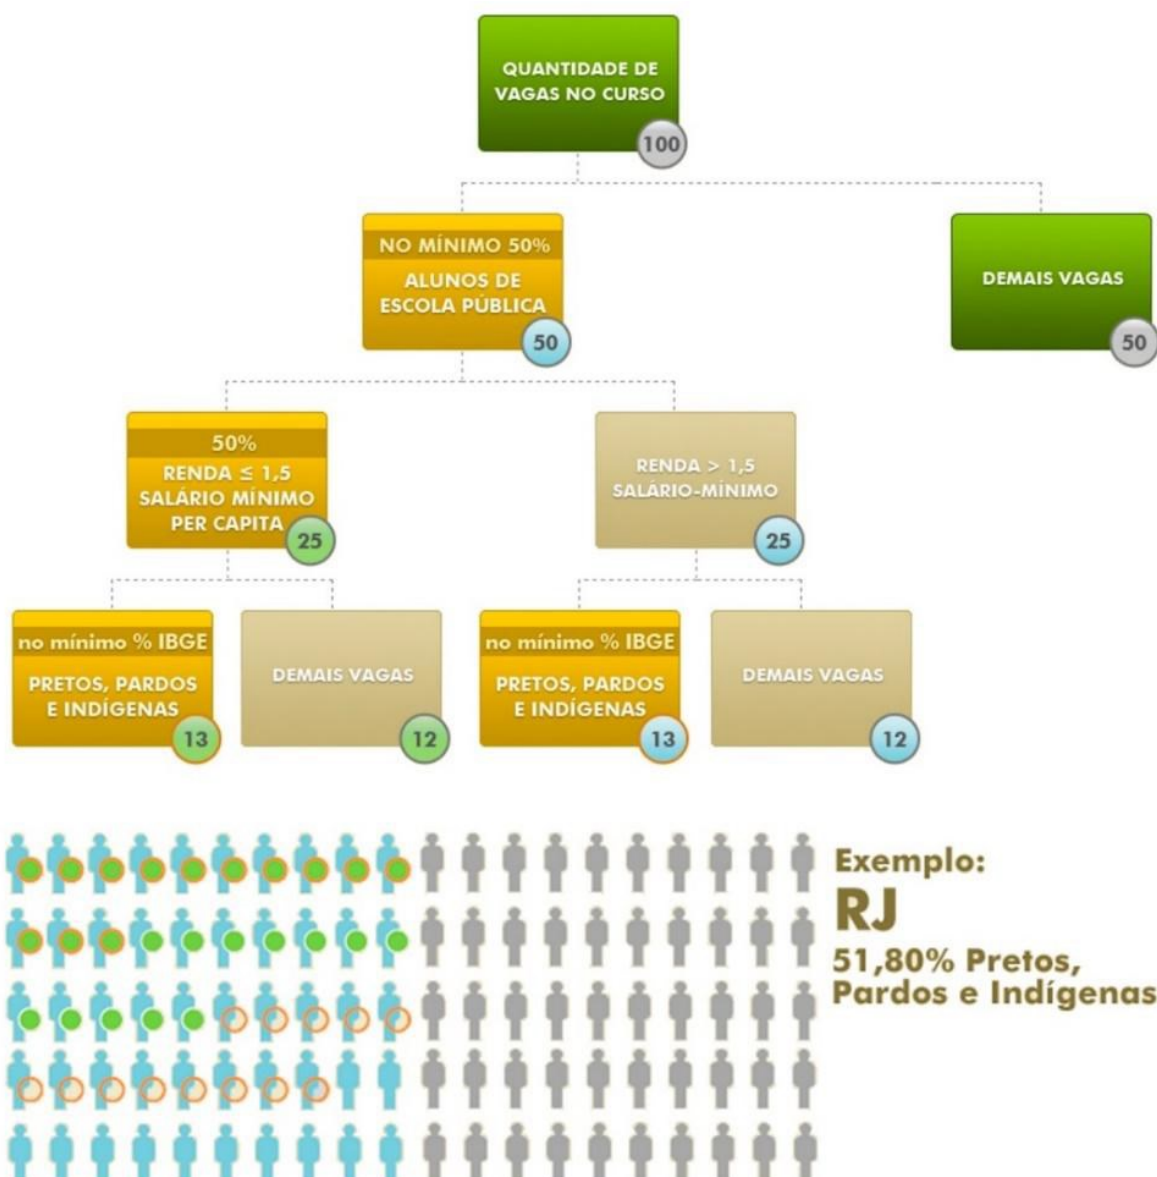 QUANTIDADE DE
VAGAS NO CURSO
100
NO MÍNIMO 50%
ALUNOS DE
ESCOLA PÚBLICA
50
DEMAIS VAGAS
50
50%
RENDA ≤ 1,5
SALÁRIO MÍNIMO
PER CAPITA
25
RENDA > 1,5
SALÁRIO-MÍNIMO
25
no mínimo % IBGE
PRETOS, PARDOS
E INDÍGENAS
13
DEMAIS VAGAS
12
no mínimo % IBGE
PRETOS, PARDOS
E INDÍGENAS
13
DEMAIS VAGAS
12
Exemplo:
RJ
51,80% Pretos,
Pardos e Indígenas